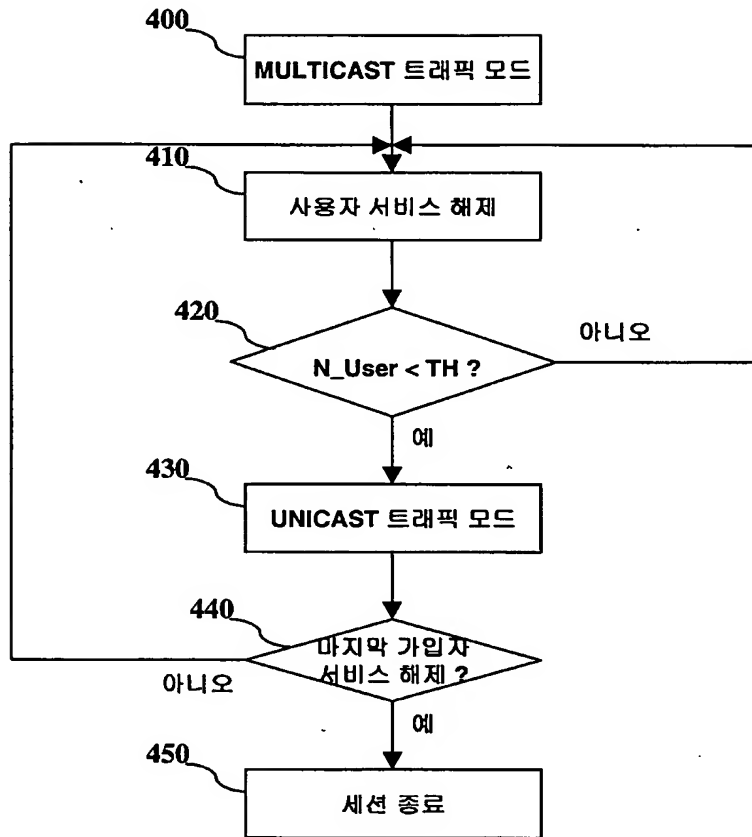 400
MULTICAST 트래픽 모드
410
사용자 서비스 해제
420
N_User < TH ?
아니오
예
430
UNICAST 트래픽 모드
440
마지막 가입자
서비스 해제 ?
아니오
예
450
세션 종료